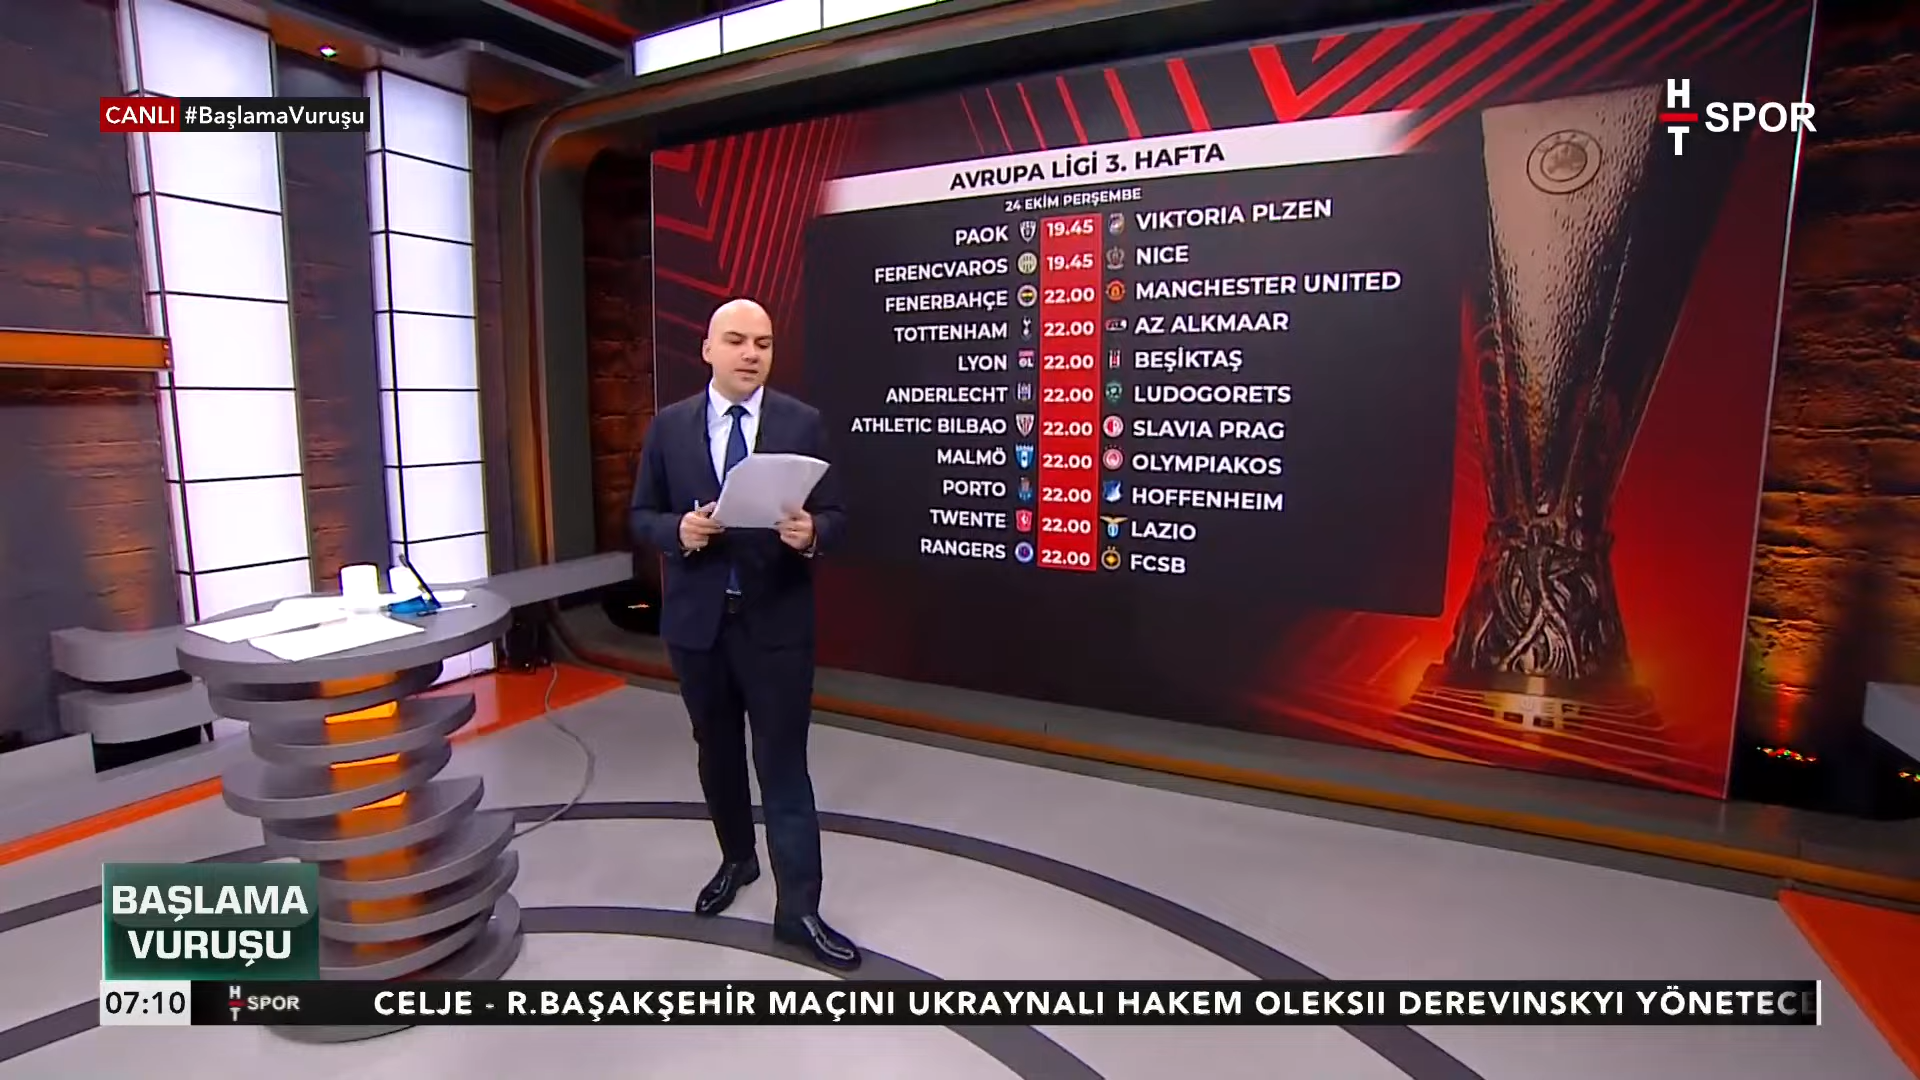 CANLI #BaşlamaVuruşu
HT SPOR
AVRUPA LİGİ 3. HAFTA
24 EKİM PERŞEMBE
PAOK 19.45 VIKTORIA PLZEN
FERENCVAROS 19.45 NICE
FENERBAHÇE 22.00 MANCHESTER UNITED
TOTTENHAM 22.00 AZ ALKMAAR
LYON 22.00 BEŞİKTAŞ
ANDERLECHT 22.00 LUDOGORETS
ATHLETIC BILBAO 22.00 SLAVIA PRAG
MALMÖ 22.00 OLYMPIAKOS
PORTO 22.00 HOFFENHEIM
TWENTE 22.00 LAZIO
RANGERS 22.00 FCSB
BAŞLAMA
VURUŞU
07:10 HT SPOR CELJE - R.BAŞAKŞEHİR MAÇINI UKRAYNALI HAKEM OLEKSII DEREVINSKYI YÖNETECE